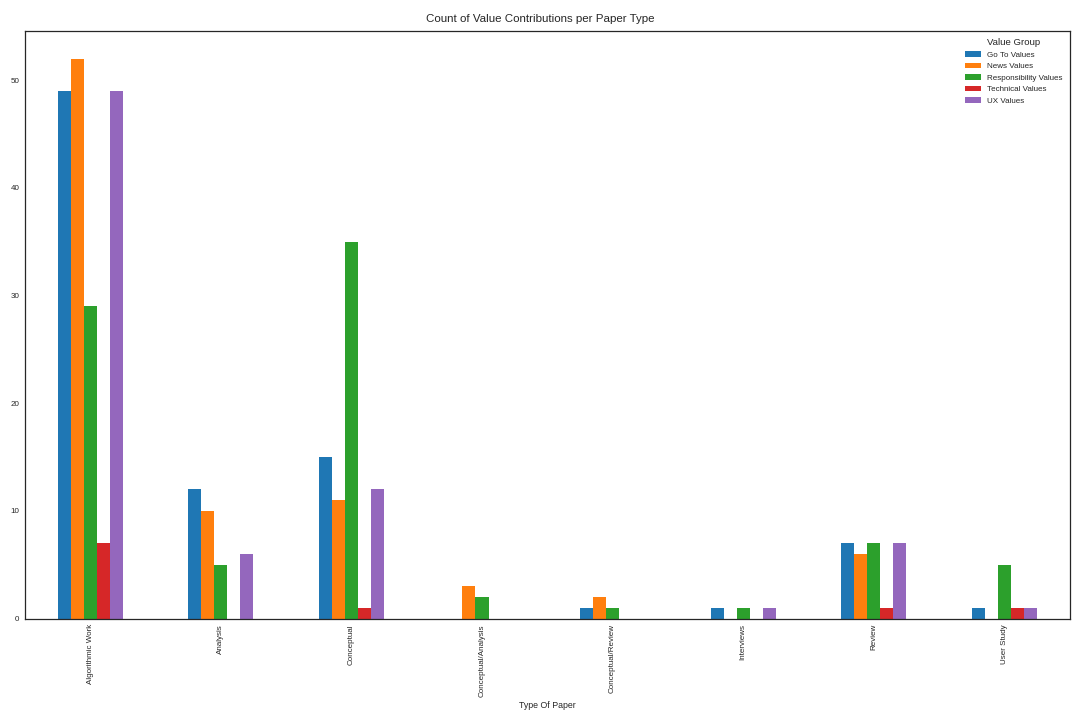 Count of Value Contributions per Paper Type
Value Group
Go To Values
News Values
Responsibility Values
Technical Values
UX Values
50
40
30
20
10
0
Algorithmic Work
Analysis
Conceptual
Conceptual/Analysis
Conceptual/Review
Interviews
Review
User Study
Type Of Paper